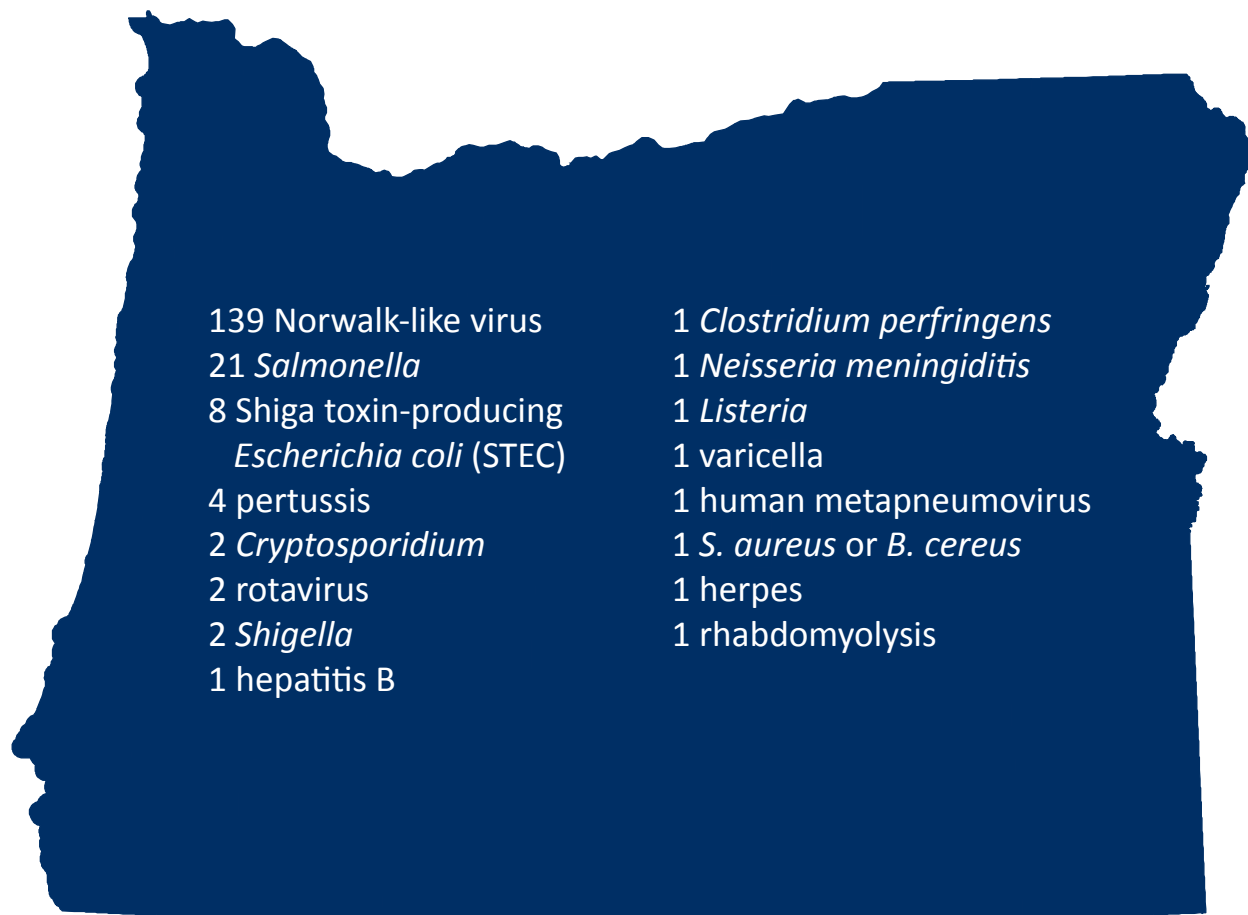 139 Norwalk-like virus
21 Salmonella
8 Shiga toxin-producing
Escherichia coli (STEC)
4 pertussis
2 Cryptosporidium
2 rotavirus
2 Shigella
1 hepatitis B
1 Clostridium perfringens
1 Neisseria meningiditis
1 Listeria
1 varicella
1 human metapneumovirus
1 S. aureus or B. cereus
1 herpes
1 rhabdomyolysis